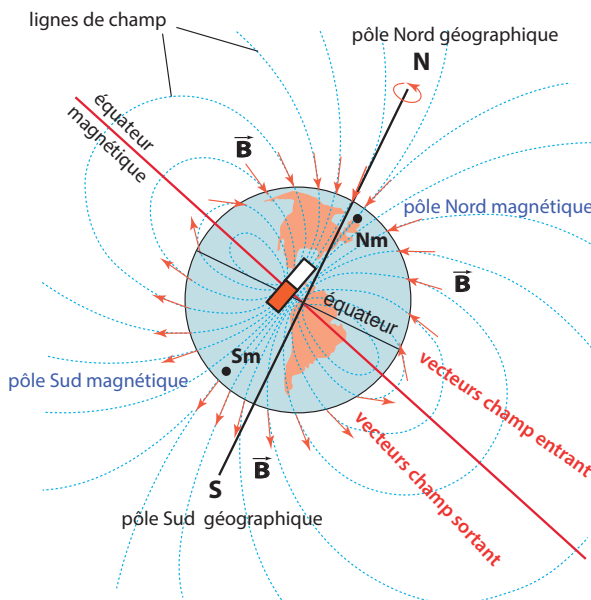 lignes de champ
pôle Nord géographique
N
équateur
magnétique
B
pôle Nord magnétique
Nm
B
équateur
Sm
pôle Sud magnétique
vecteurs champ entrant
vecteurs champ sortant
B
S
pôle Sud géographique